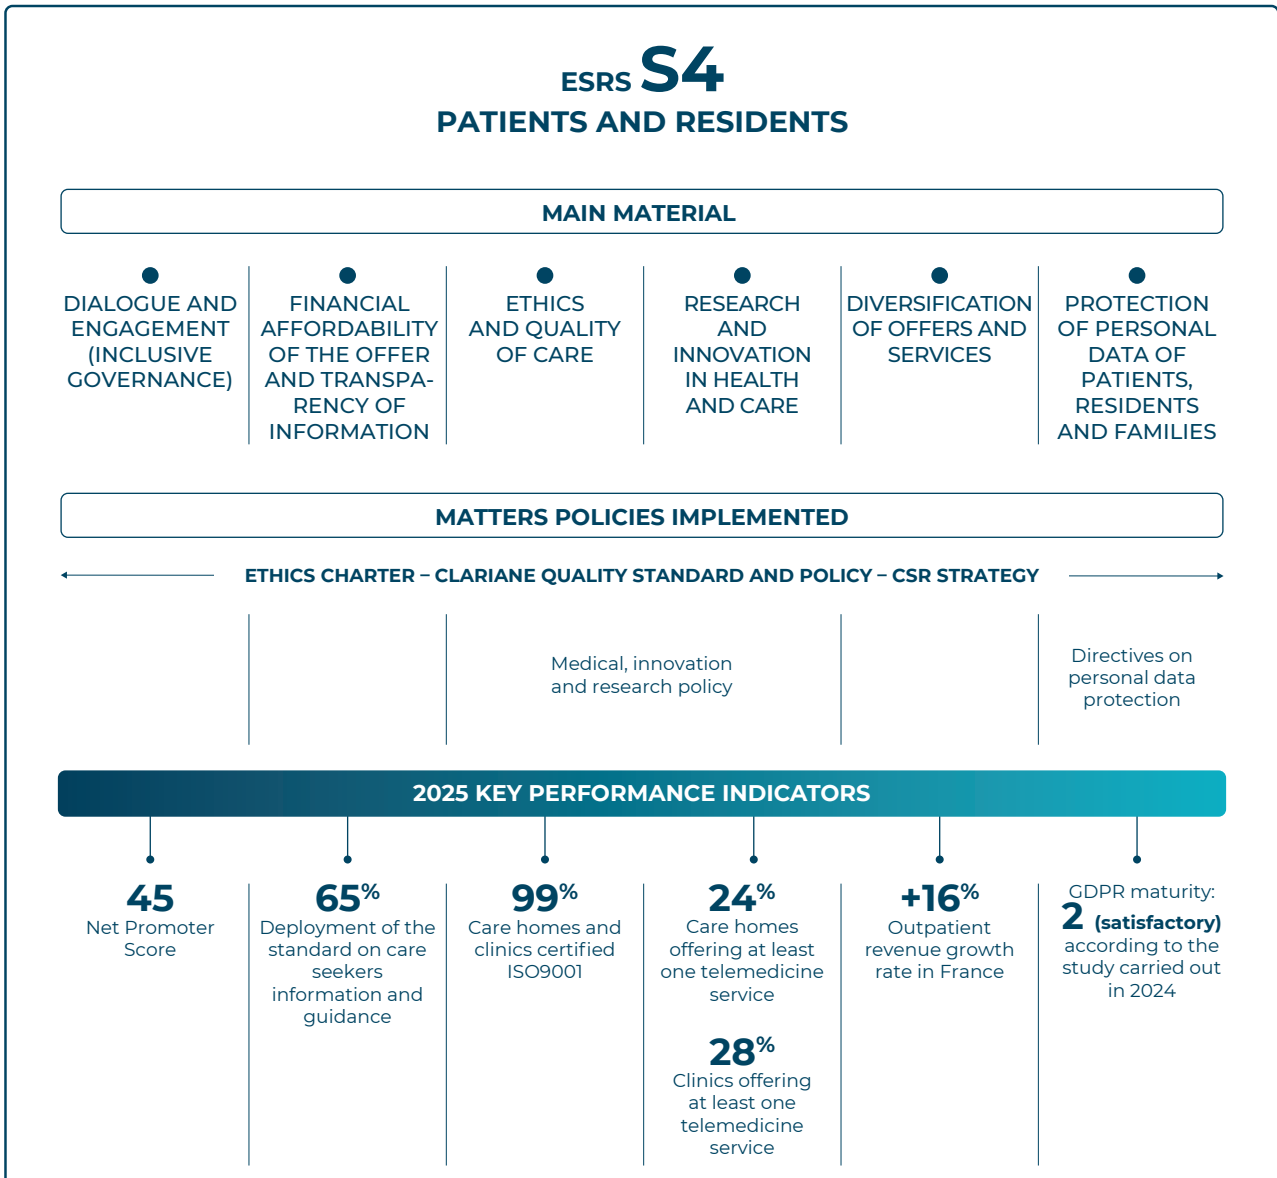 ESRS S4
PATIENTS AND RESIDENTS
MAIN MATERIAL
DIALOGUE AND
ENGAGEMENT
(INCLUSIVE
GOVERNANCE)
FINANCIAL
AFFORDABILITY
OF THE OFFER
AND TRANSPA-
RENCY OF
INFORMATION
ETHICS
AND QUALITY
OF CARE
RESEARCH
AND
INNOVATION
IN HEALTH
AND CARE
DIVERSIFICATION
OF OFFERS AND
SERVICES
PROTECTION
OF PERSONAL
DATA OF
PATIENTS,
RESIDENTS
AND FAMILIES
MATTERS POLICIES IMPLEMENTED
ETHICS CHARTER – CLARIANE QUALITY STANDARD AND POLICY – CSR STRATEGY
Medical, innovation
and research policy
Directives on
personal data
protection
2025 KEY PERFORMANCE INDICATORS
45
Net Promoter
Score
65%
Deployment of the
standard on care
seekers
information and
guidance
99%
Care homes and
clinics certified
ISO9001
24%
Care homes
offering at least
one telemedicine
service
28%
Clinics offering
at least one
telemedicine
service
+16%
Outpatient
revenue growth
rate in France
GDPR maturity:
2 (satisfactory)
according to the
study carried out
in 2024